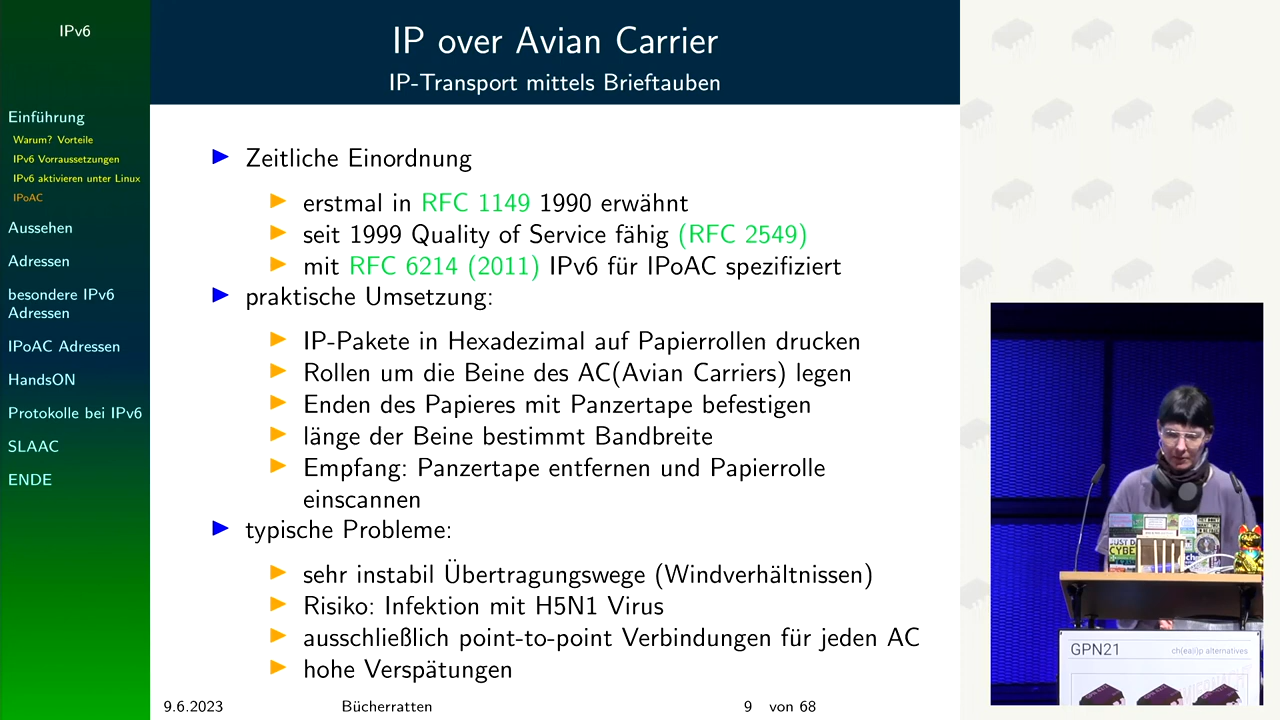 IPv6
Einführung
Warum? Vorteile
IPv6 Vorraussetzungen
IPv6 aktivieren unter Linux
IPoAC
Aussehen
Adressen
besondere IPv6
Adressen
IPoAC Adressen
HandsON
Protokolle bei IPv6
SLAAC
ENDE
IP over Avian Carrier
IP-Transport mittels Brieftauben
Zeitliche Einordnung
erstmal in RFC 1149 1990 erwähnt
seit 1999 Quality of Service fähig (RFC 2549)
mit RFC 6214 (2011) IPv6 für IPoAC spezifiziert
praktische Umsetzung:
IP-Pakete in Hexadezimal auf Papierrollen drucken
Rollen um die Beine des AC(Avian Carriers) legen
Enden des Papieres mit Panzertape befestigen
länge der Beine bestimmt Bandbreite
Empfang: Panzertape entfernen und Papierrolle
einscannen
typische Probleme:
sehr instabil Übertragungswege (Windverhältnissen)
Risiko: Infektion mit H5N1 Virus
ausschließlich point-to-point Verbindungen für jeden AC
hohe Verspätungen
9.6.2023 Bücherratten 9 von 68
JUST D
CYBE
GPN21 ch(ea)i)p alternatives